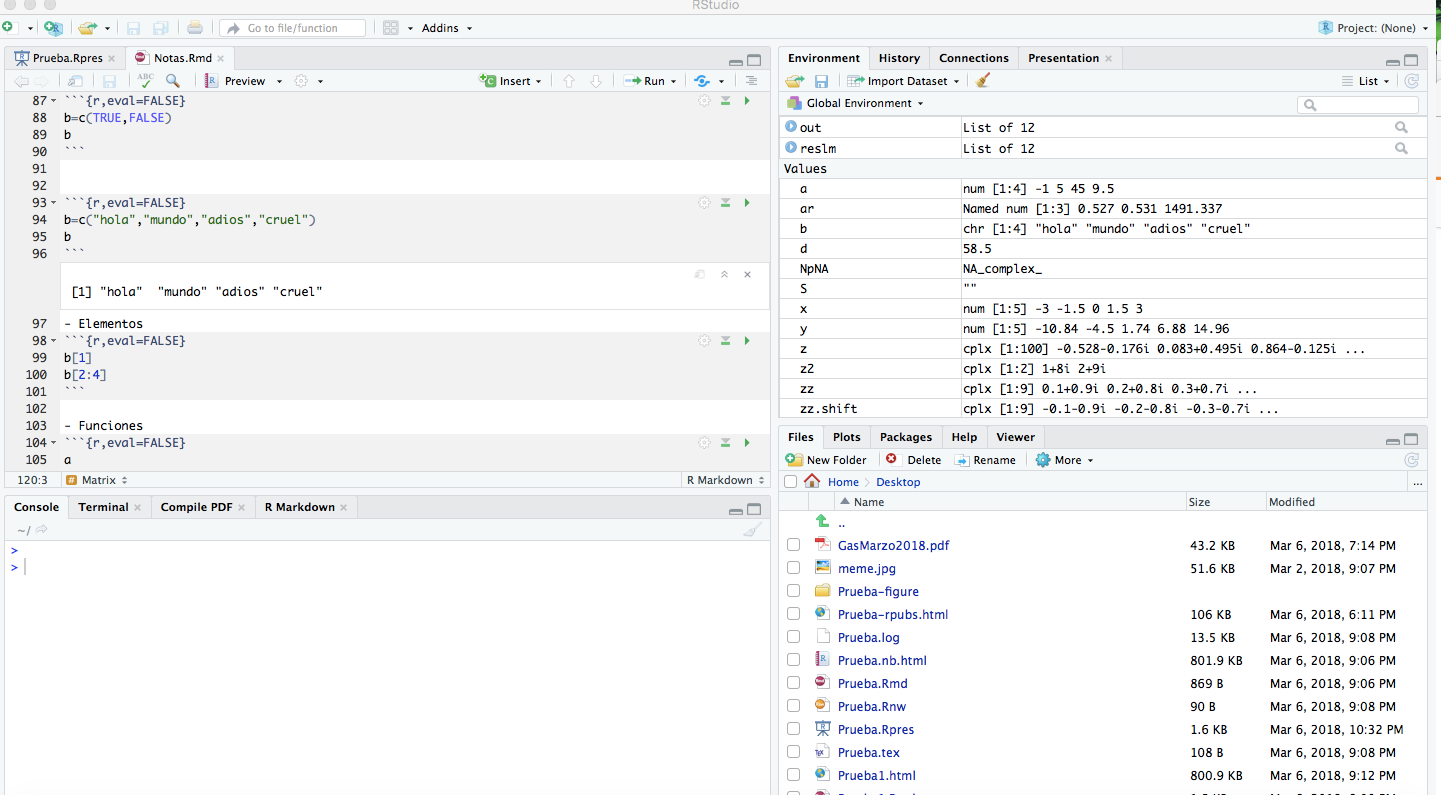 RStudio
Go to file/function
Addins
Project: (None)
Prueba.Rpres
Notas.Rmd
ABC
Preview
Insert
Run
87 ```{r,eval=FALSE}
88 b=c(TRUE,FALSE)
89 b
90 ```
91
92
93 ```{r,eval=FALSE}
94 b=c("hola","mundo","adios","cruel")
95 b
96 ```
[1] "hola"  "mundo" "adios" "cruel"
97 - Elementos
98 ```{r,eval=FALSE}
99 b[1]
100 b[2:4]
101 ```
102
103 - Funciones
104 ```{r,eval=FALSE}
105 a
120:3 # Matrix R Markdown
Console Terminal Compile PDF R Markdown
~/
>
>
Environment History Connections Presentation
Import Dataset List
Global Environment
out List of 12
reslm List of 12
Values
a num [1:4] -1 5 45 9.5
ar Named num [1:3] 0.527 0.531 1491.337
b chr [1:4] "hola" "mundo" "adios" "cruel"
d 58.5
NpNA NA_complex_
S ""
x num [1:5] -3 -1.5 0 1.5 3
y num [1:5] -10.84 -4.5 1.74 6.88 14.96
z cplx [1:100] -0.528-0.176i 0.083+0.495i 0.864-0.125i ...
z2 cplx [1:2] 1+8i 2+9i
zz cplx [1:9] 0.1+0.9i 0.2+0.8i 0.3+0.7i ...
zz.shift cplx [1:9] -0.1-0.9i -0.2-0.8i -0.3-0.7i ...
Files Plots Packages Help Viewer
New Folder Delete Rename More
Home Desktop ...
Name Size Modified
..
GasMarzo2018.pdf 43.2 KB Mar 6, 2018, 7:14 PM
meme.jpg 51.6 KB Mar 2, 2018, 9:07 PM
Prueba-figure
Prueba-rpubs.html 106 KB Mar 6, 2018, 6:11 PM
Prueba.log 13.5 KB Mar 6, 2018, 9:08 PM
Prueba.nb.html 801.9 KB Mar 6, 2018, 9:06 PM
Prueba.Rmd 869 B Mar 6, 2018, 9:06 PM
Prueba.Rnw 90 B Mar 6, 2018, 9:08 PM
Prueba.Rpres 1.6 KB Mar 6, 2018, 10:32 PM
Prueba.tex 108 B Mar 6, 2018, 9:08 PM
Prueba1.html 800.9 KB Mar 6, 2018, 9:12 PM